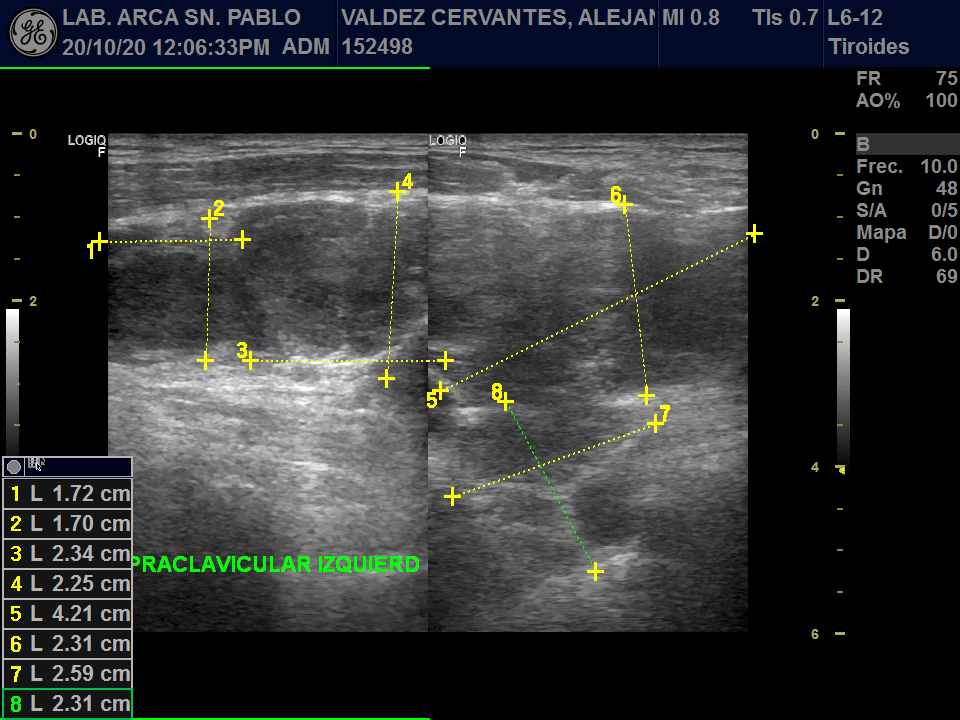 LAB. ARCA SN. PABLO
VALDEZ CERVANTES, ALEJAN
MI 0.8
TIs 0.7
L6-12
20/10/20 12:06:33PM
ADM
152498
Tiroides
FR 75
AO% 100
B
Frec. 10.0
Gn 48
S/A 0/5
Mapa D/0
D 6.0
DR 69
LOGIQ
F
LOGIQ
F
0
2
0
2
4
6
1
2
3
4
5
6
7
8
PRACLAVICULAR IZQUIERD
1 L 1.72 cm
2 L 1.70 cm
3 L 2.34 cm
4 L 2.25 cm
5 L 4.21 cm
6 L 2.31 cm
7 L 2.59 cm
8 L 2.31 cm